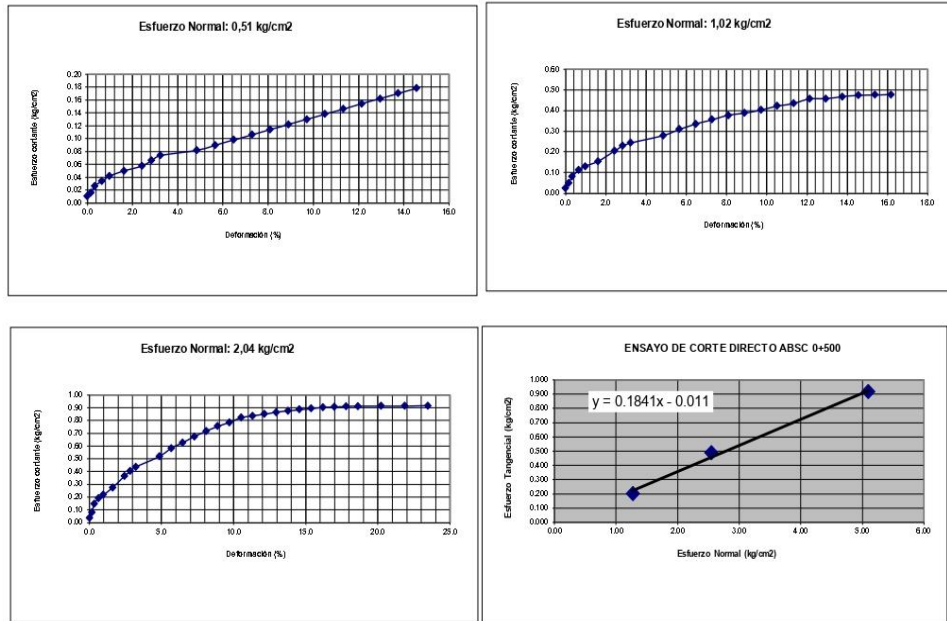 Esfuerzo Normal: 0,51 kg/cm2
Esfuerzo cortante (kg/cm2)
0.20
0.18
0.16
0.14
0.12
0.10
0.08
0.06
0.04
0.02
0.00
0.0 2.0 4.0 6.0 8.0 10.0 12.0 14.0 16.0
Deformación (%)
Esfuerzo Normal: 1,02 kg/cm2
Esfuerzo cortante (kg/cm2)
0.60
0.50
0.40
0.30
0.20
0.10
0.00
0.0 2.0 4.0 6.0 8.0 10.0 12.0 14.0 16.0 18.0
Deformación (%)
Esfuerzo Normal: 2,04 kg/cm2
Esfuerzo cortante (kg/cm2)
1.00
0.90
0.80
0.70
0.60
0.50
0.40
0.30
0.20
0.10
0.00
0.0 5.0 10.0 15.0 20.0 25.0
Deformación (%)
ENSAYO DE CORTE DIRECTO ABSC 0+500
Esfuerzo Tangencial (kg/cm2)
1.000
0.900
0.800
0.700
0.600
0.500
0.400
0.300
0.200
0.100
0.000
y = 0.1841x - 0.011
0.00 1.00 2.00 3.00 4.00 5.00 6.00
Esfuerzo Normal (kg/cm2)